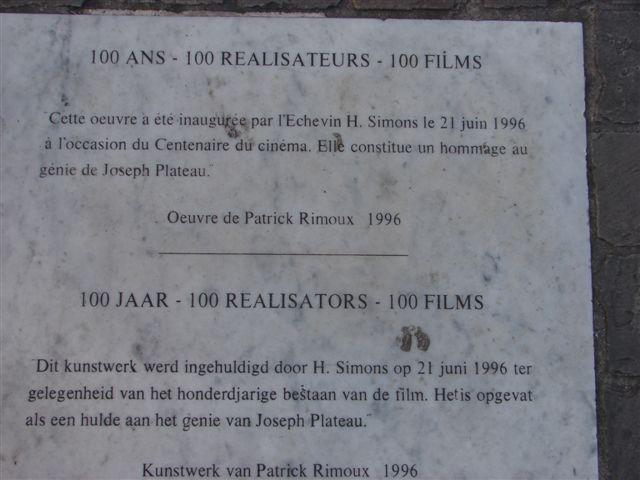 100 ANS - 100 REALISATEURS - 100 FILMS
"Cette oeuvre a été inaugurée par l'Echevin H. Simons le 21 juin 1996
à l'occasion du Centenaire du cinéma. Elle constitue un hommage au
génie de Joseph Plateau."
Oeuvre de Patrick Rimoux 1996
100 JAAR - 100 REALISATORS - 100 FILMS
"Dit kunstwerk werd ingehuldigd door H. Simons op 21 juni 1996 ter
gelegenheid van het honderdjarige bestaan van de film. Het is opgevat
als een hulde aan het genie van Joseph Plateau."
Kunstwerk van Patrick Rimoux 1996